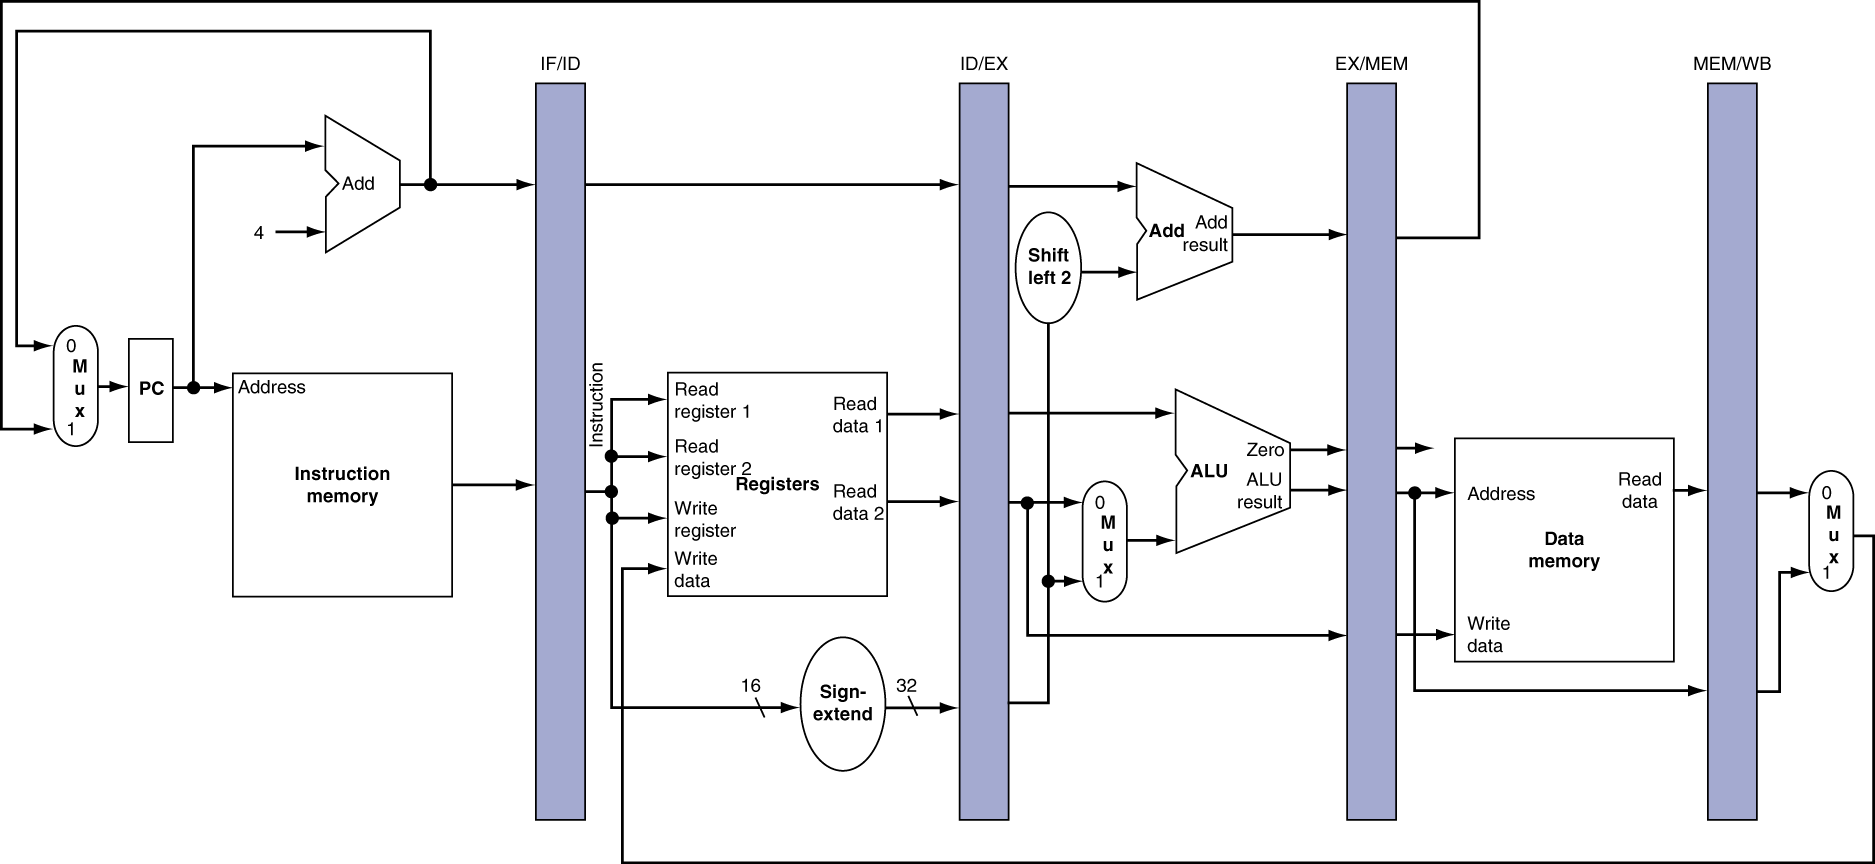 IF/ID
ID/EX
EX/MEM
MEM/WB
Add
4
Add
Add
result
Shift
left 2
0
M
u
x
1
PC
Address
Instruction
memory
Instruction
Read
register 1
Read
register 2
Registers
Write
register
Write
data
Read
data 1
Read
data 2
16
Sign-
extend
32
0
M
u
x
1
ALU
Zero
ALU
result
Address
Read
data
Data
memory
Write
data
0
M
u
x
1